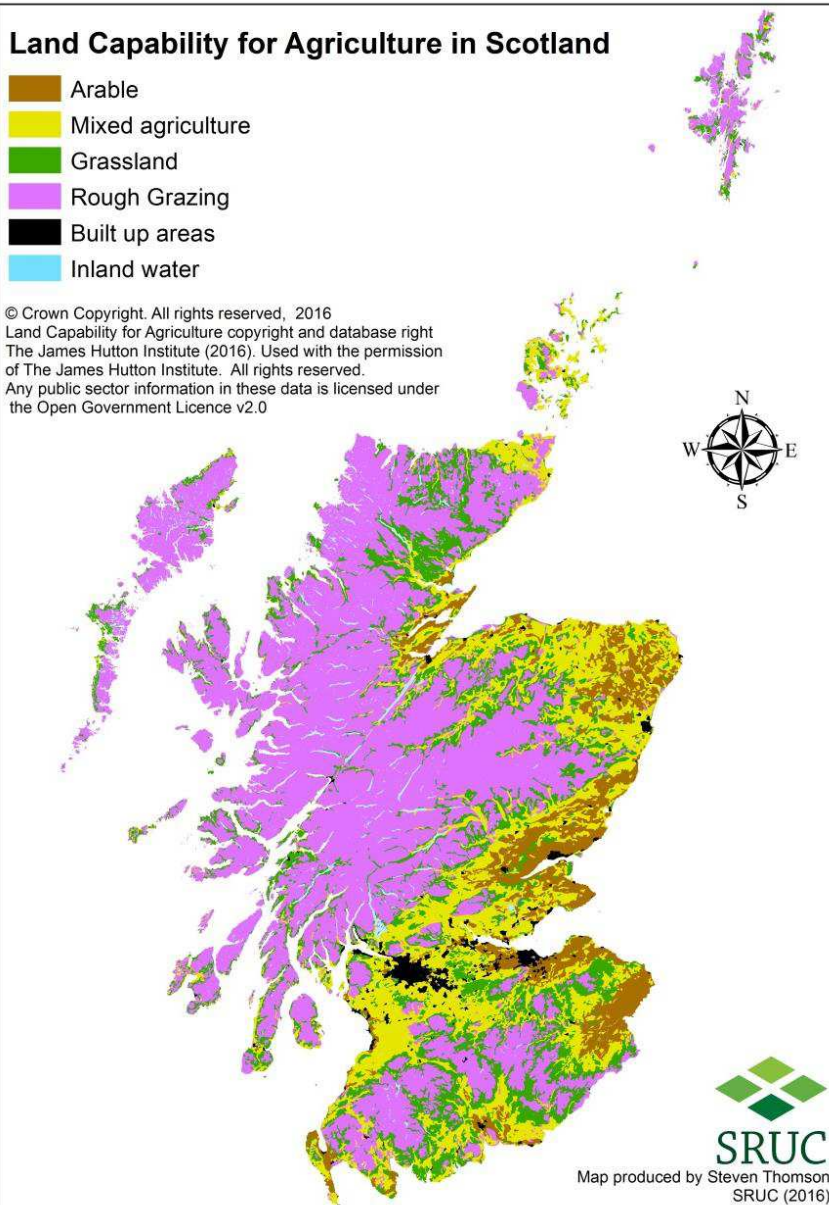 Land Capability for Agriculture in Scotland
Arable
Mixed agriculture
Grassland
Rough Grazing
Built up areas
Inland water
© Crown Copyright. All rights reserved, 2016
Land Capability for Agriculture copyright and database right
The James Hutton Institute (2016). Used with the permission
of The James Hutton Institute. All rights reserved.
Any public sector information in these data is licensed under
the Open Government Licence v2.0
N
W E
S
SRUC
Map produced by Steven Thomson
SRUC (2016)